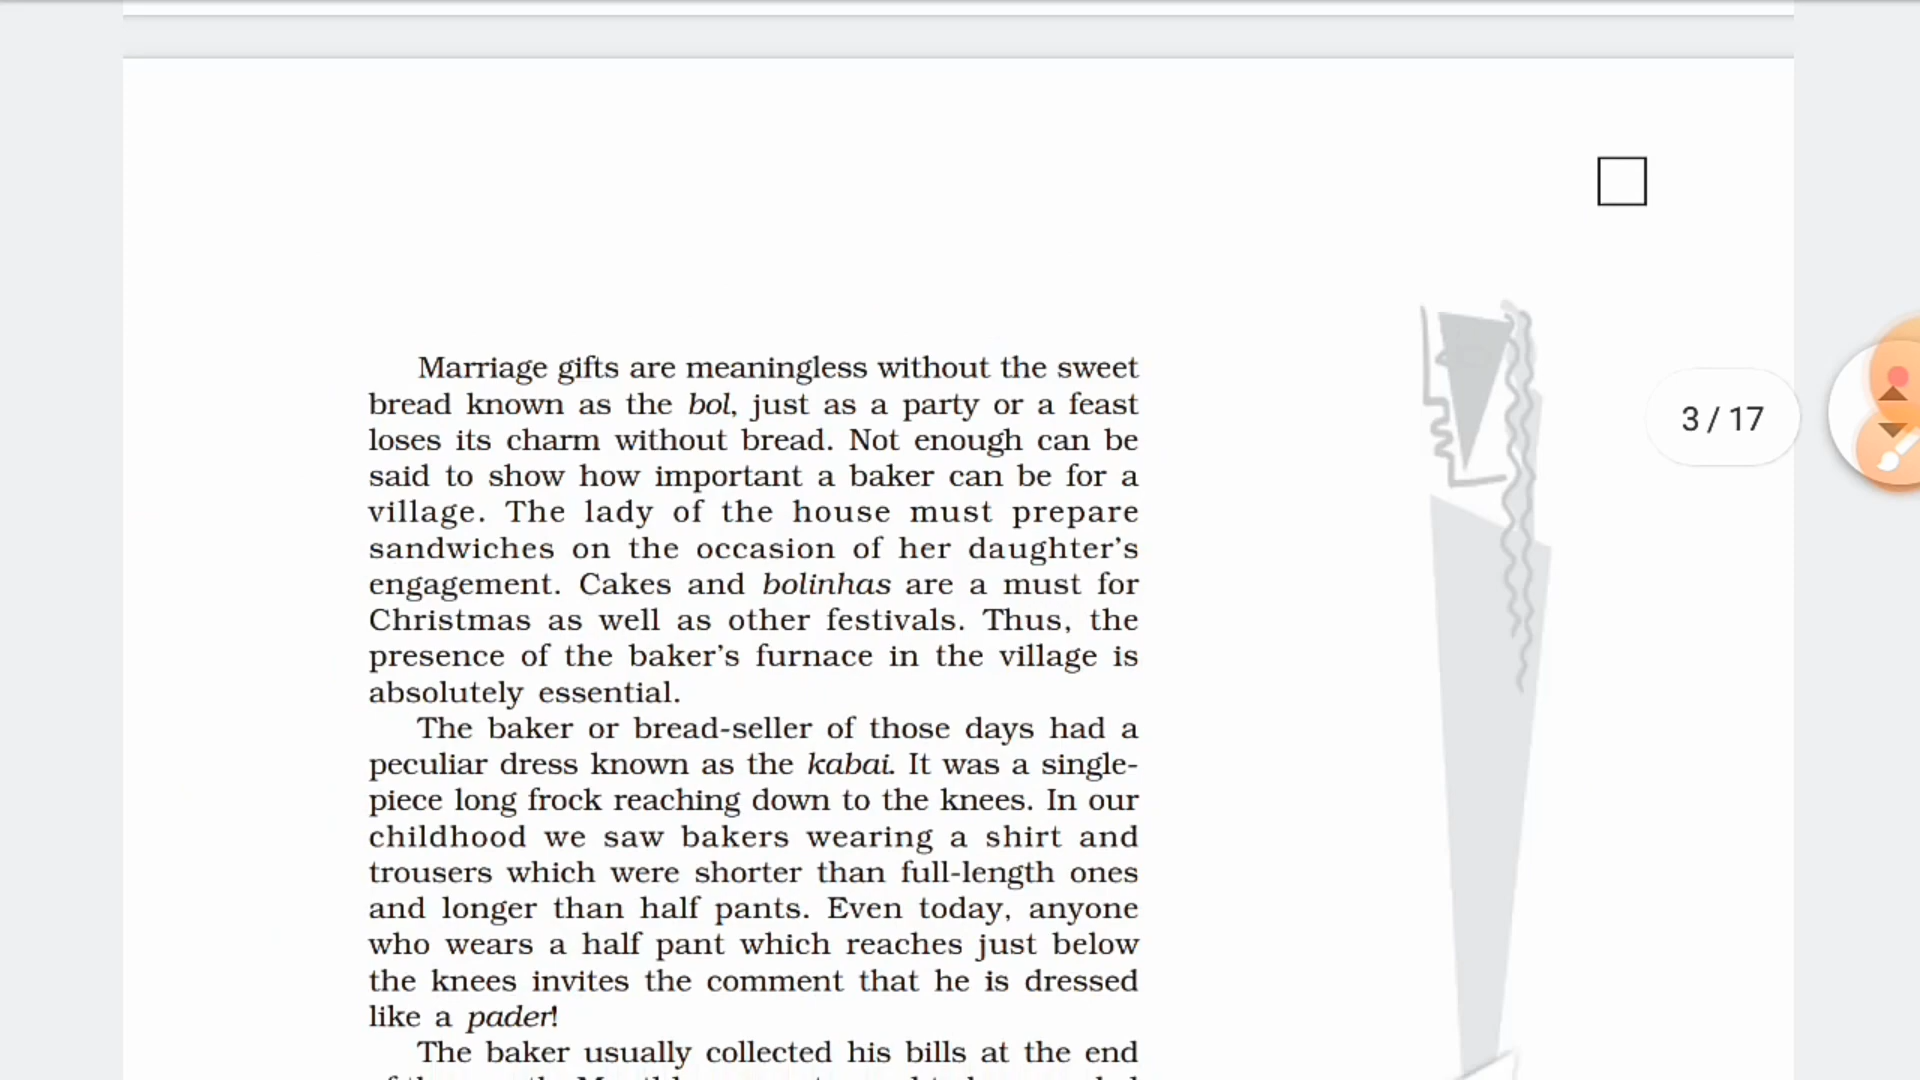 Marriage gifts are meaningless without the sweet
bread known as the bol, just as a party or a feast
loses its charm without bread. Not enough can be
said to show how important a baker can be for a
village. The lady of the house must prepare
sandwiches on the occasion of her daughter's
engagement. Cakes and bolinhas are a must for
Christmas as well as other festivals. Thus, the
presence of the baker's furnace in the village is
absolutely essential.
The baker or bread-seller of those days had a
peculiar dress known as the kabai. It was a single-
piece long frock reaching down to the knees. In our
childhood we saw bakers wearing a shirt and
trousers which were shorter than full-length ones
and longer than half pants. Even today, anyone
who wears a half pant which reaches just below
the knees invites the comment that he is dressed
like a pader!
The baker usually collected his bills at the end
3 / 17